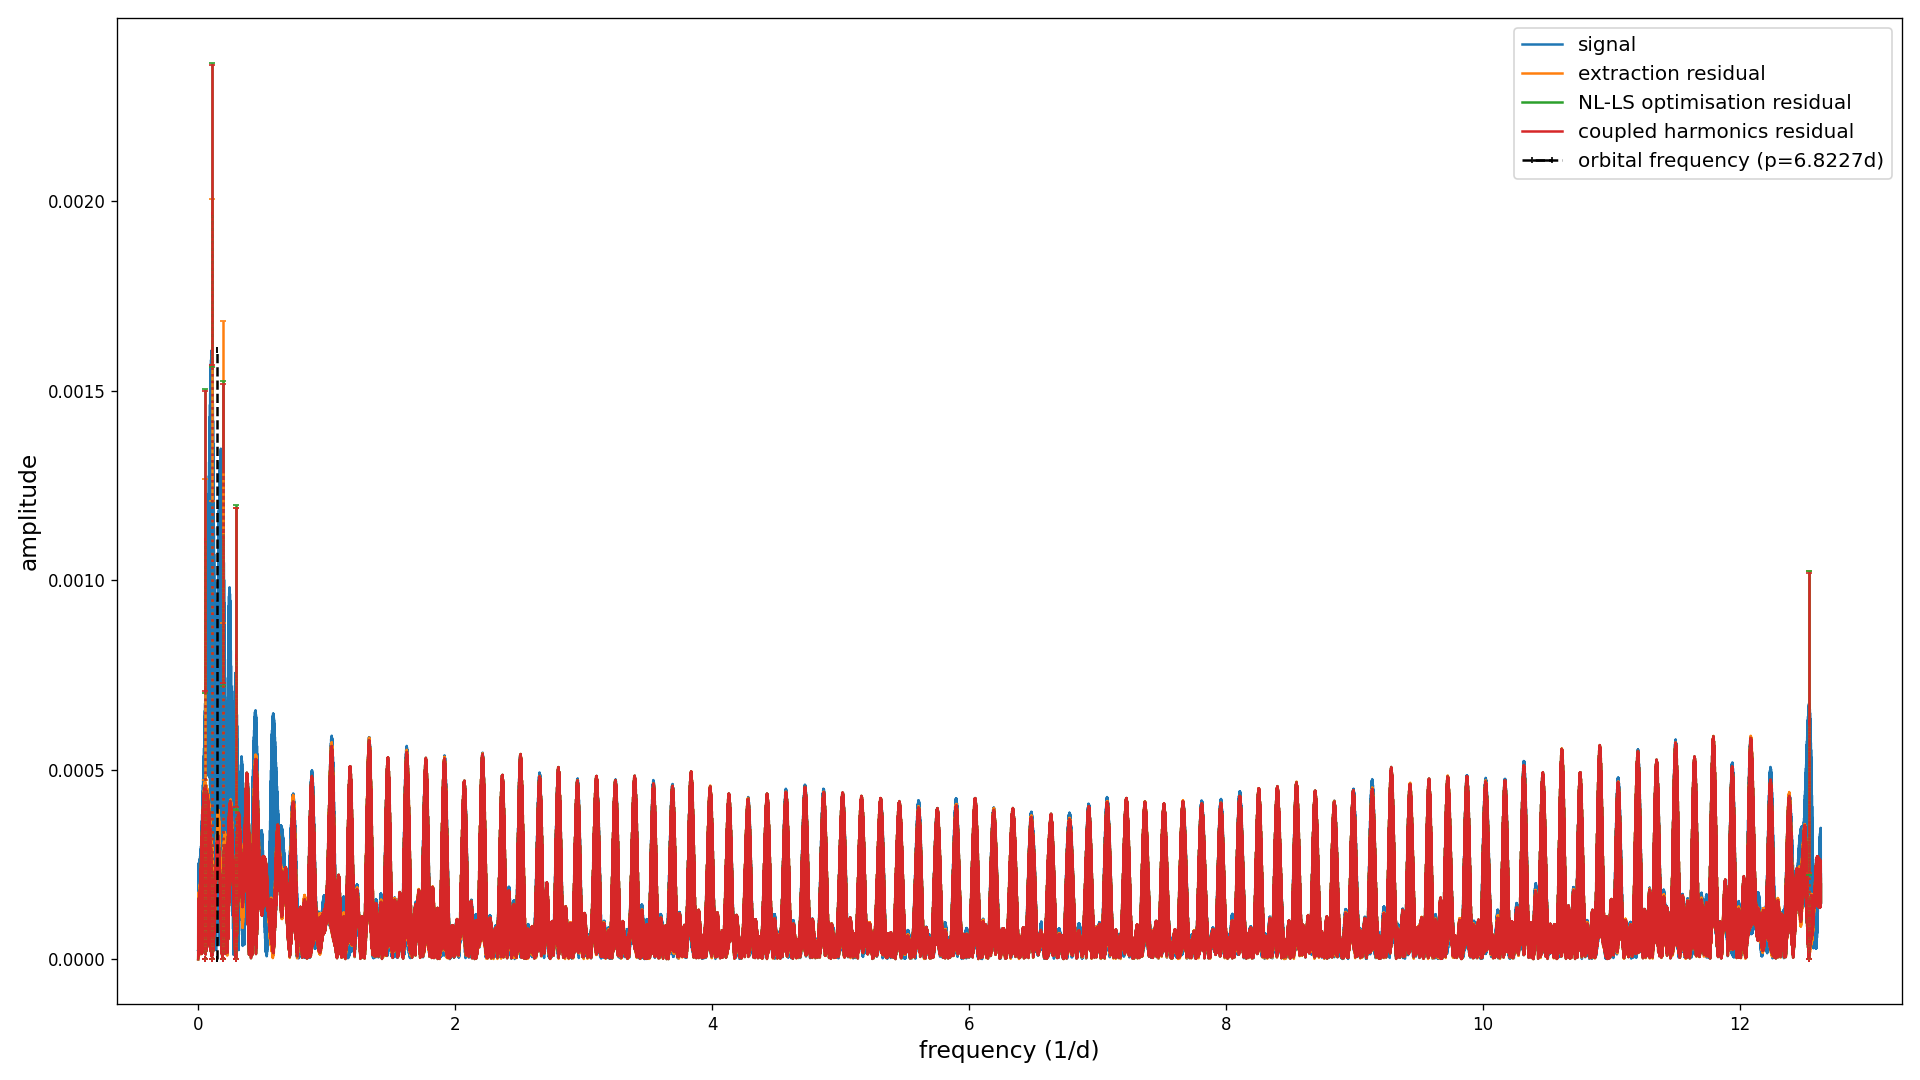 signal
extraction residual
NL-LS optimisation residual
coupled harmonics residual
orbital frequency (p=6.8227d)
amplitude
0.0020
0.0015
0.0010
0.0005
0.0000
0 2 4 6 8 10 12
frequency (1/d)